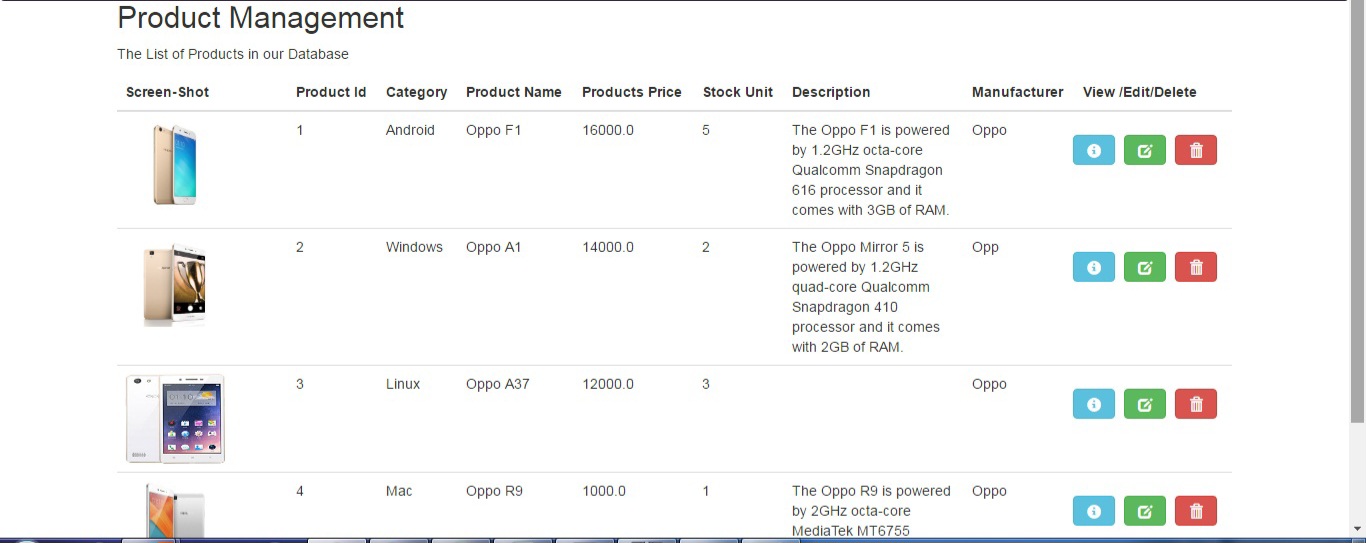 Product Management
The List of Products in our Database
Screen-Shot Product Id Category Product Name Products Price Stock Unit Description Manufacturer View /Edit/Delete
1 Android Oppo F1 16000.0 5 The Oppo F1 is powered Oppo
by 1.2GHz octa-core
Qualcomm Snapdragon
616 processor and it
comes with 3GB of RAM.
2 Windows Oppo A1 14000.0 2 The Oppo Mirror 5 is Opp
powered by 1.2GHz
quad-core Qualcomm
Snapdragon 410
processor and it comes
with 2GB of RAM.
3 Linux Oppo A37 12000.0 3 Oppo
4 Mac Oppo R9 1000.0 1 The Oppo R9 is powered Oppo
by 2GHz octa-core
MediaTek MT6755